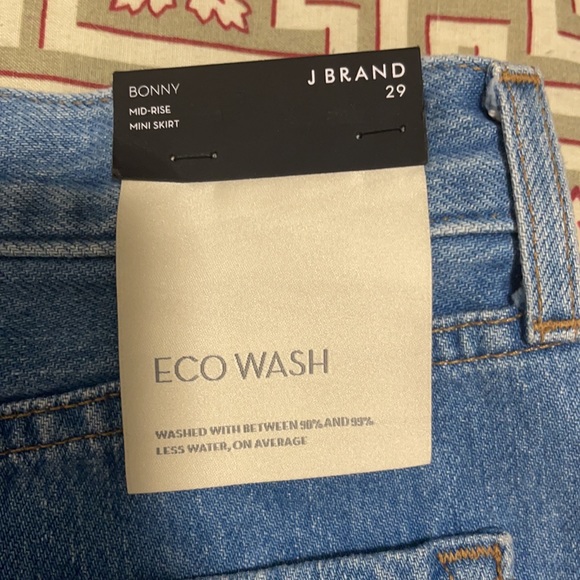 BONNY
J BRAND
29
MID-RISE
MINI SKIRT
ECO WASH
WASHED WITH BETWEEN 90% AND 99%
LESS WATER, ON AVERAGE